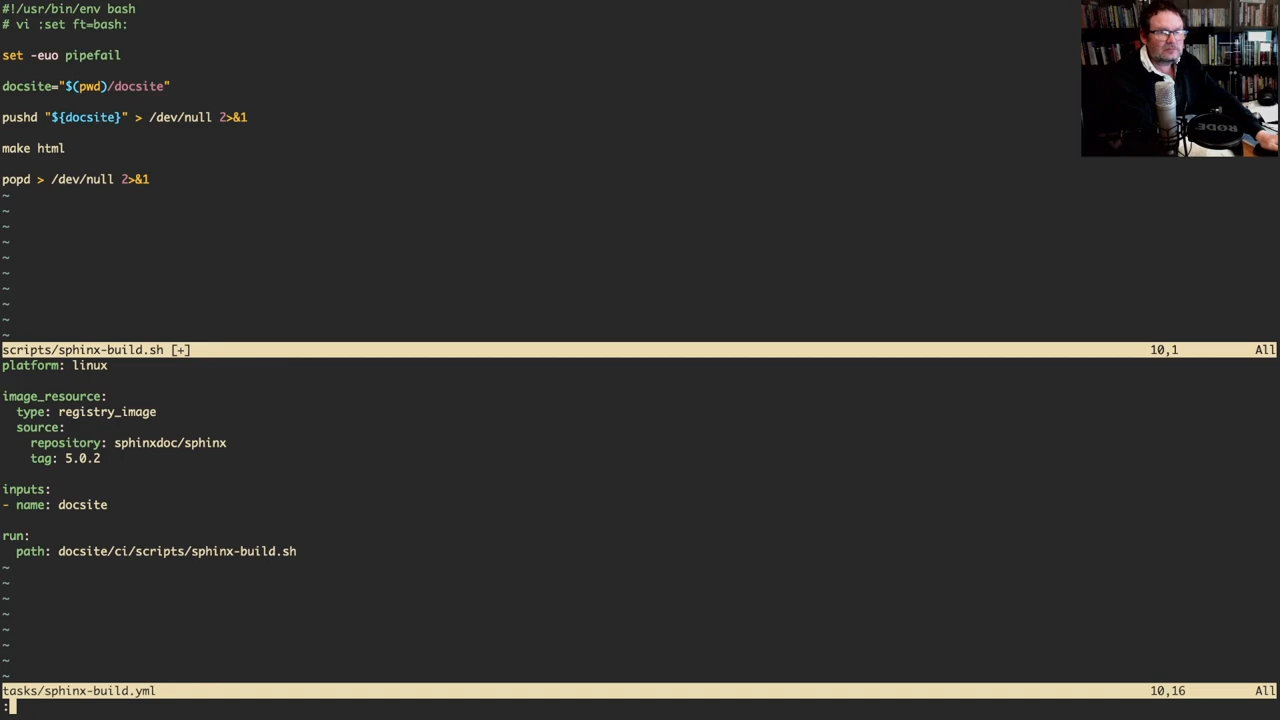 #!/usr/bin/env bash
# vi :set ft=bash:
set -euo pipefail
docsite="$(pwd)/docsite"
pushd "${docsite}" > /dev/null 2>&1
make html
popd > /dev/null 2>&1
~
~
~
~
~
~
~
~
~
~
scripts/sphinx-build.sh [+] 10,1 All
platform: linux
image_resource:
  type: registry_image
  source:
    repository: sphinxdoc/sphinx
    tag: 5.0.2
inputs:
- name: docsite
run:
  path: docsite/ci/scripts/sphinx-build.sh
~
~
~
~
~
~
~
~
tasks/sphinx-build.yml 10,16 All
:
RODE